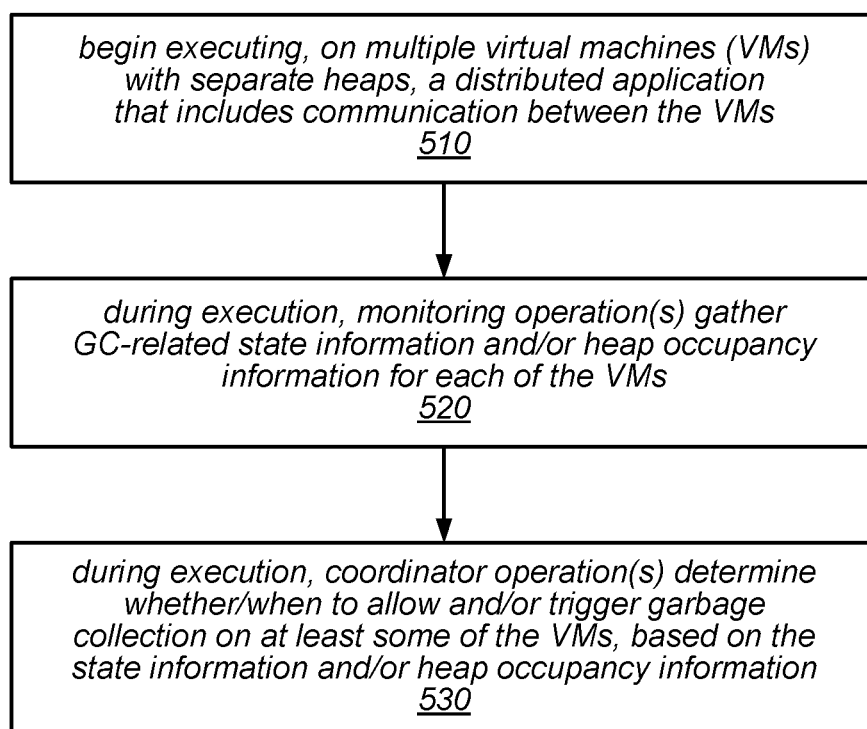 begin executing, on multiple virtual machines (VMs)
with separate heaps, a distributed application
that includes communication between the VMs
510
during execution, monitoring operation(s) gather
GC-related state information and/or heap occupancy
information for each of the VMs
520
during execution, coordinator operation(s) determine
whether/when to allow and/or trigger garbage
collection on at least some of the VMs, based on the
state information and/or heap occupancy information
530